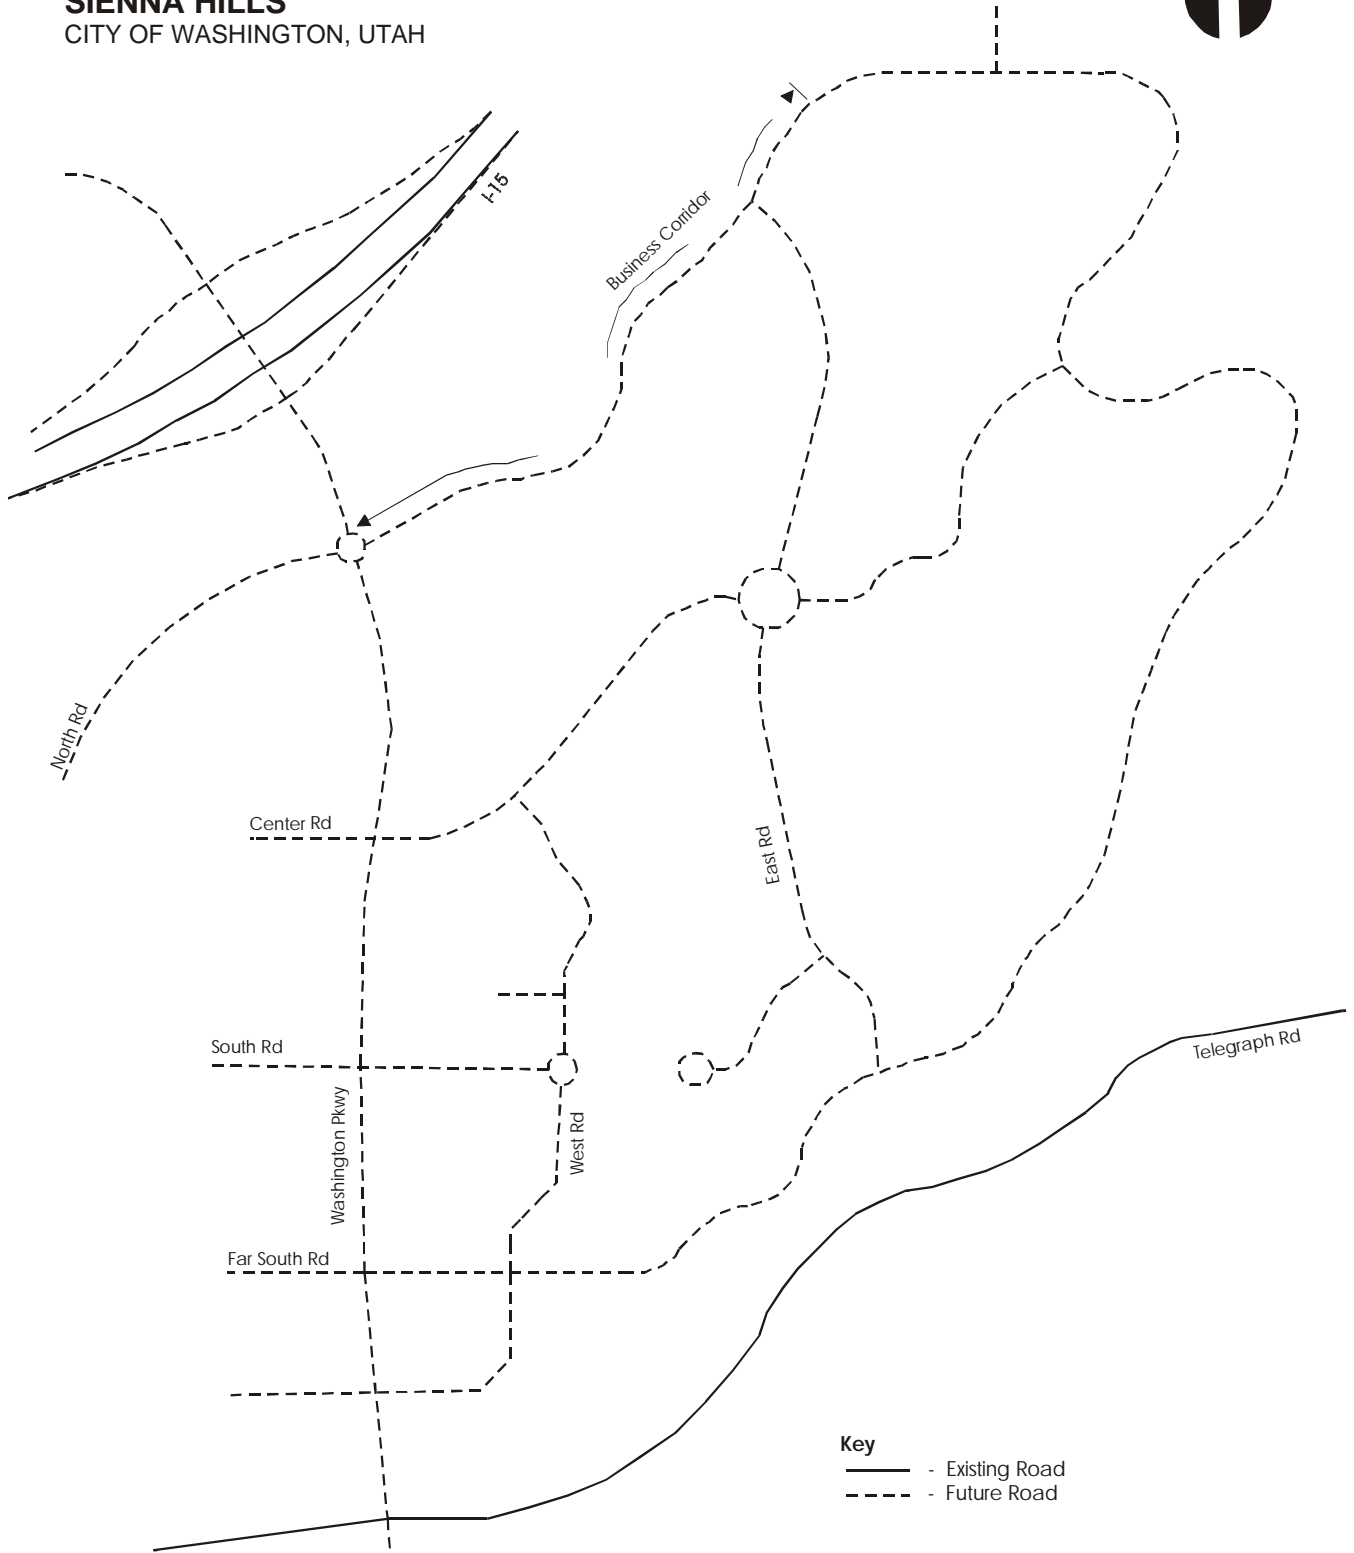 SIENNA HILLS
CITY OF WASHINGTON, UTAH
I-15
Business Corridor
North Rd
Center Rd
East Rd
South Rd
Telegraph Rd
Washington Pkwy
West Rd
Far South Rd
Key
- Existing Road
- Future Road